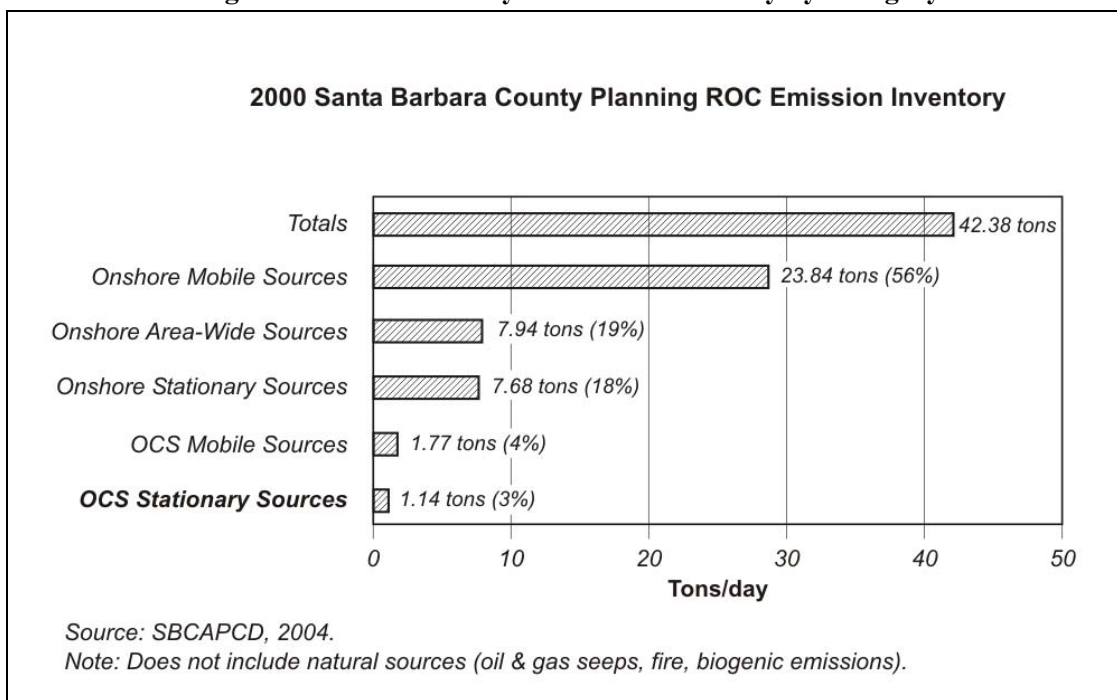 2000 Santa Barbara County Planning ROC Emission Inventory
Totals
42.38 tons
Onshore Mobile Sources
23.84 tons (56%)
Onshore Area-Wide Sources
7.94 tons (19%)
Onshore Stationary Sources
7.68 tons (18%)
OCS Mobile Sources
1.77 tons (4%)
OCS Stationary Sources
1.14 tons (3%)
0 10 20 30 40 50
Tons/day
Source: SBCAPCD, 2004.
Note: Does not include natural sources (oil & gas seeps, fire, biogenic emissions).